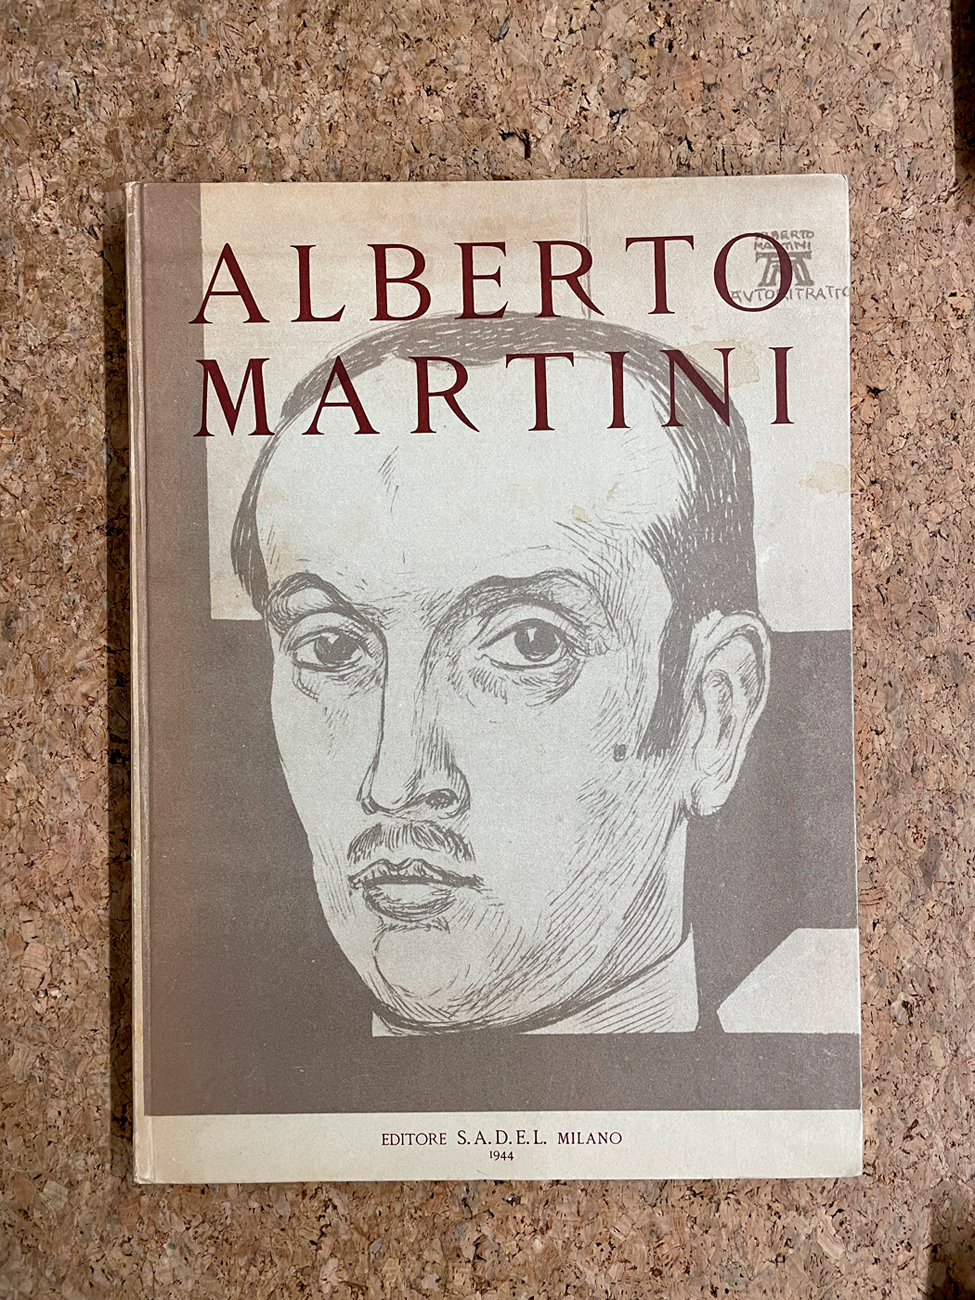 ALBERTO
MARTINI
ALBERTO
MARTINI
AUTORITRATTO
EDITORE S.A.D.E.L. MILANO
1944